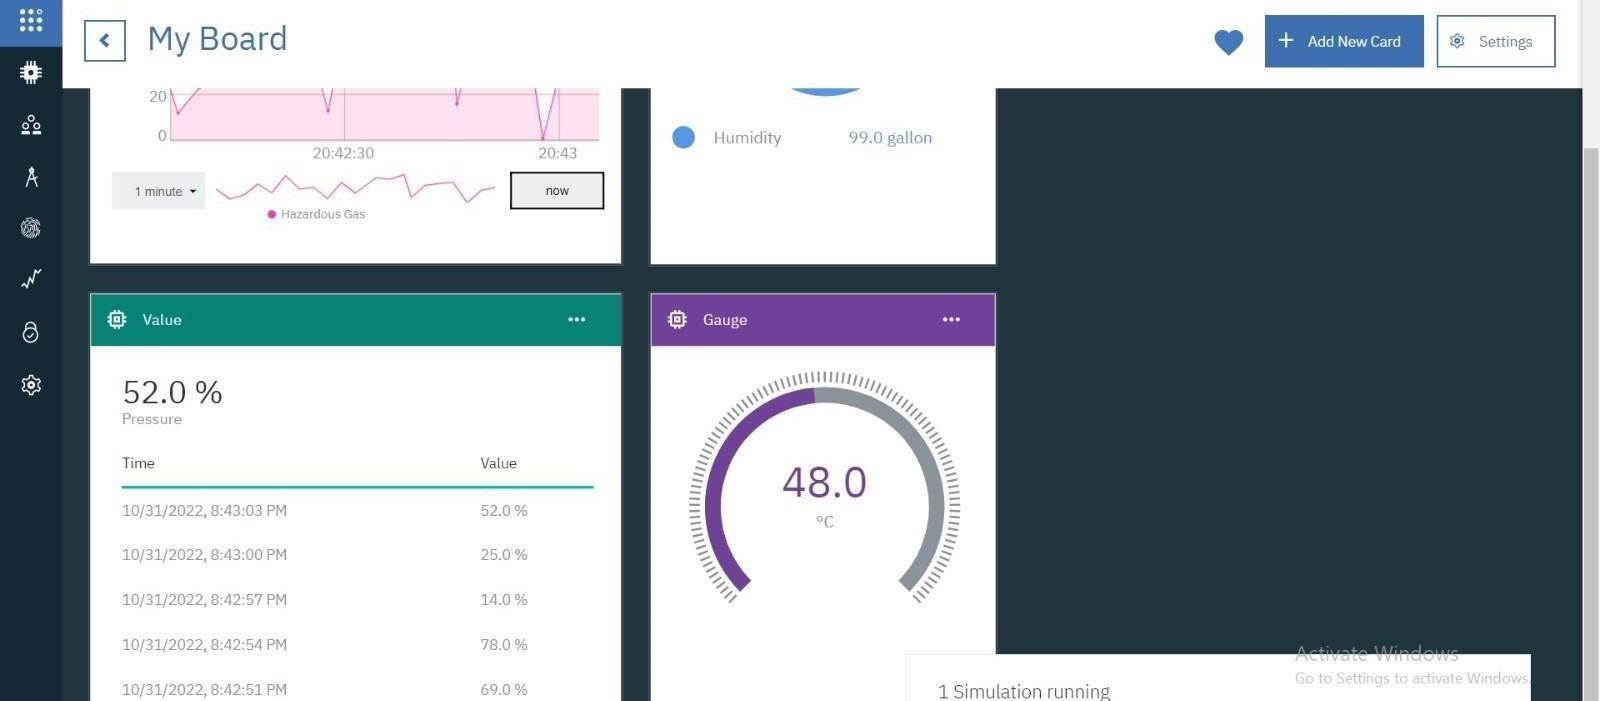 My Board
Add New Card
Settings
20
0
20:42:30
20:43
1 minute
now
Hazardous Gas
Humidity
99.0 gallon
Value
52.0 %
Pressure
Time Value
10/31/2022, 8:43:03 PM 52.0 %
10/31/2022, 8:43:00 PM 25.0 %
10/31/2022, 8:42:57 PM 14.0 %
10/31/2022, 8:42:54 PM 78.0 %
10/31/2022, 8:42:51 PM 69.0 %
Gauge
48.0
°C
1 Simulation running
Activate Windows
Go to Settings to activate Windows.